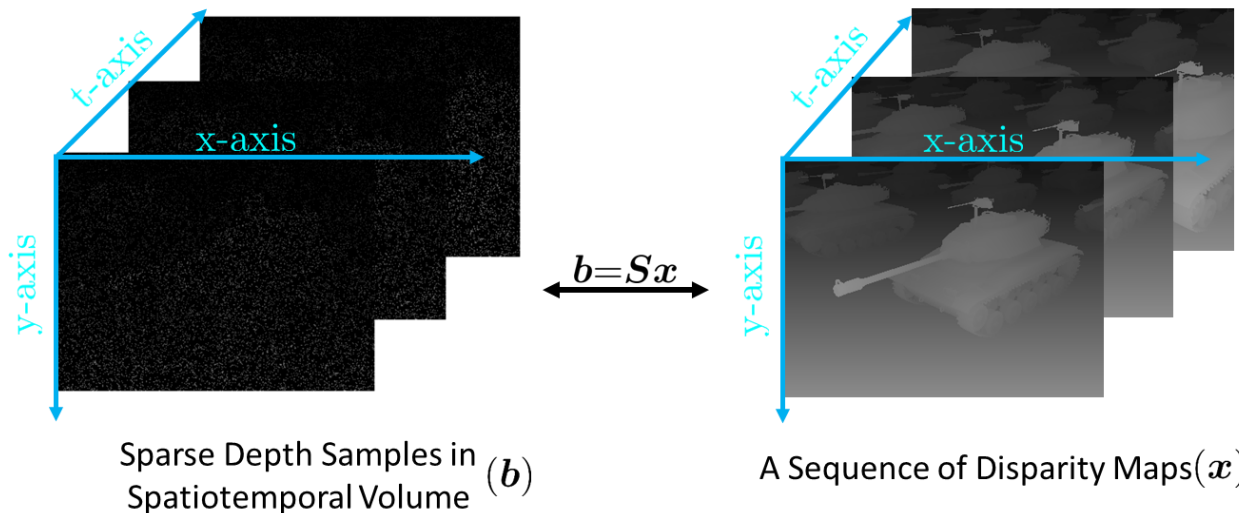 t-axis
x-axis
y-axis
b=Sx
t-axis
x-axis
y-axis
Sparse Depth Samples in
Spatiotemporal Volume (b)
A Sequence of Disparity Maps(x)